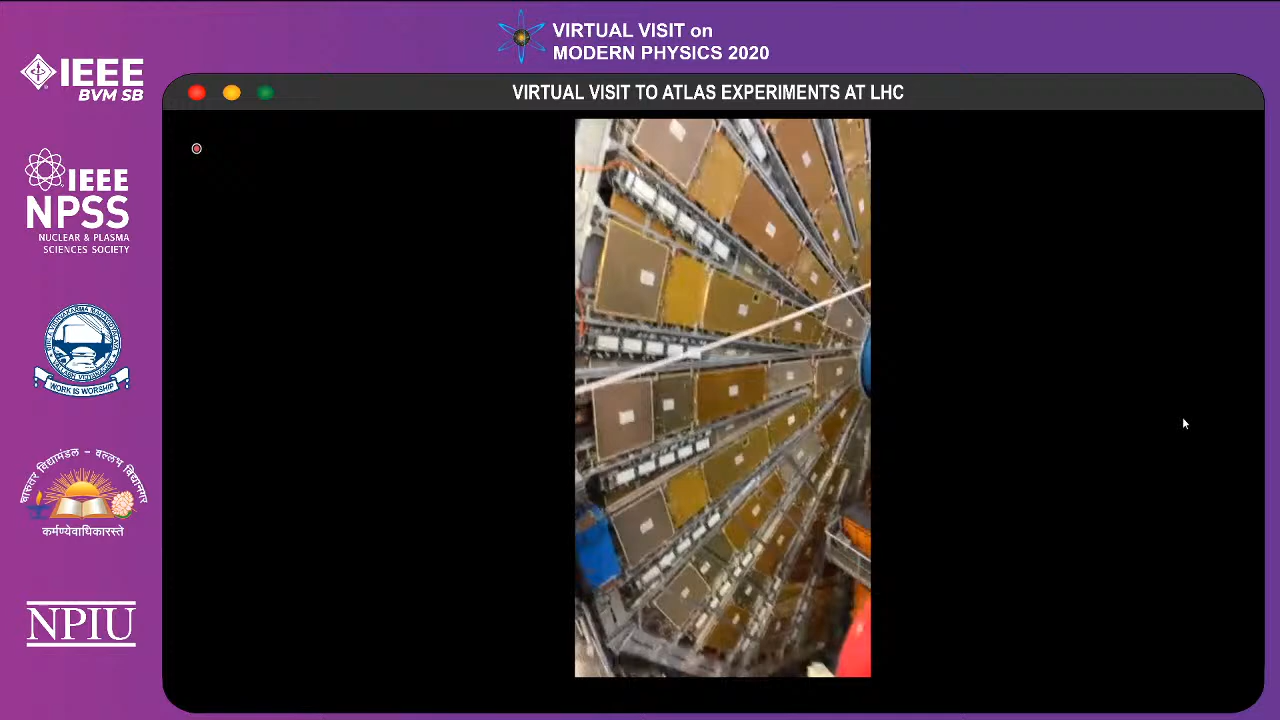 VIRTUAL VISIT on
MODERN PHYSICS 2020
VIRTUAL VISIT TO ATLAS EXPERIMENTS AT LHC
IEEE
BVM SB
IEEE
NPSS
NUCLEAR & PLASMA
SCIENCES SOCIETY
WORK IS WORSHIP
चारुतर विद्यामंडल - वल्लभ विद्यानगर
कर्मण्येवाधिकारस्ते
NPIU